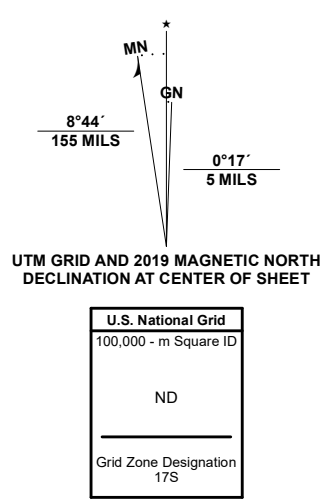 ★
MN
GN
8°44´
155 MILS
0°17´
5 MILS
UTM GRID AND 2019 MAGNETIC NORTH
DECLINATION AT CENTER OF SHEET
U.S. National Grid
100,000 - m Square ID
ND
Grid Zone Designation
17S